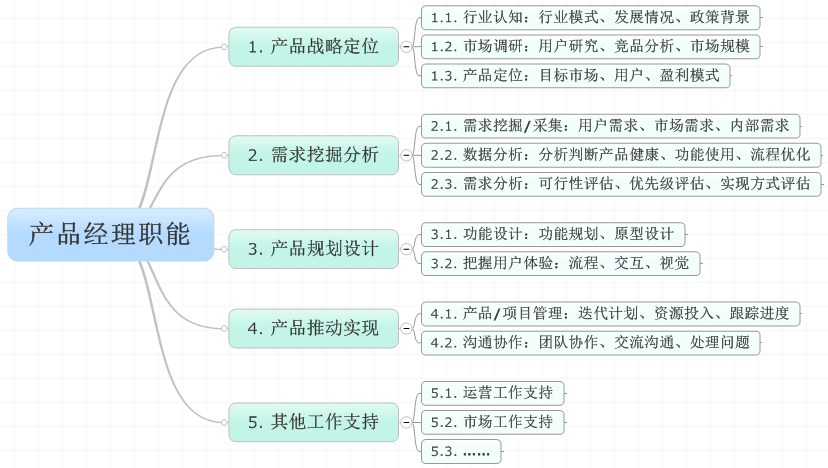 产品经理职能
1. 产品战略定位
1.1. 行业认知：行业模式、发展情况、政策背景
1.2. 市场调研：用户研究、竞品分析、市场规模
1.3. 产品定位：目标市场、用户、盈利模式
2. 需求挖掘分析
2.1. 需求挖掘/采集：用户需求、市场需求、内部需求
2.2. 数据分析：分析判断产品健康、功能使用、流程优化
2.3. 需求分析：可行性评估、优先级评估、实现方式评估
3. 产品规划设计
3.1. 功能设计：功能规划、原型设计
3.2. 把握用户体验：流程、交互、视觉
4. 产品推动实现
4.1. 产品/项目管理：迭代计划、资源投入、跟踪进度
4.2. 沟通协作：团队协作、交流沟通、处理问题
5. 其他工作支持
5.1. 运营工作支持
5.2. 市场工作支持
5.3. ……